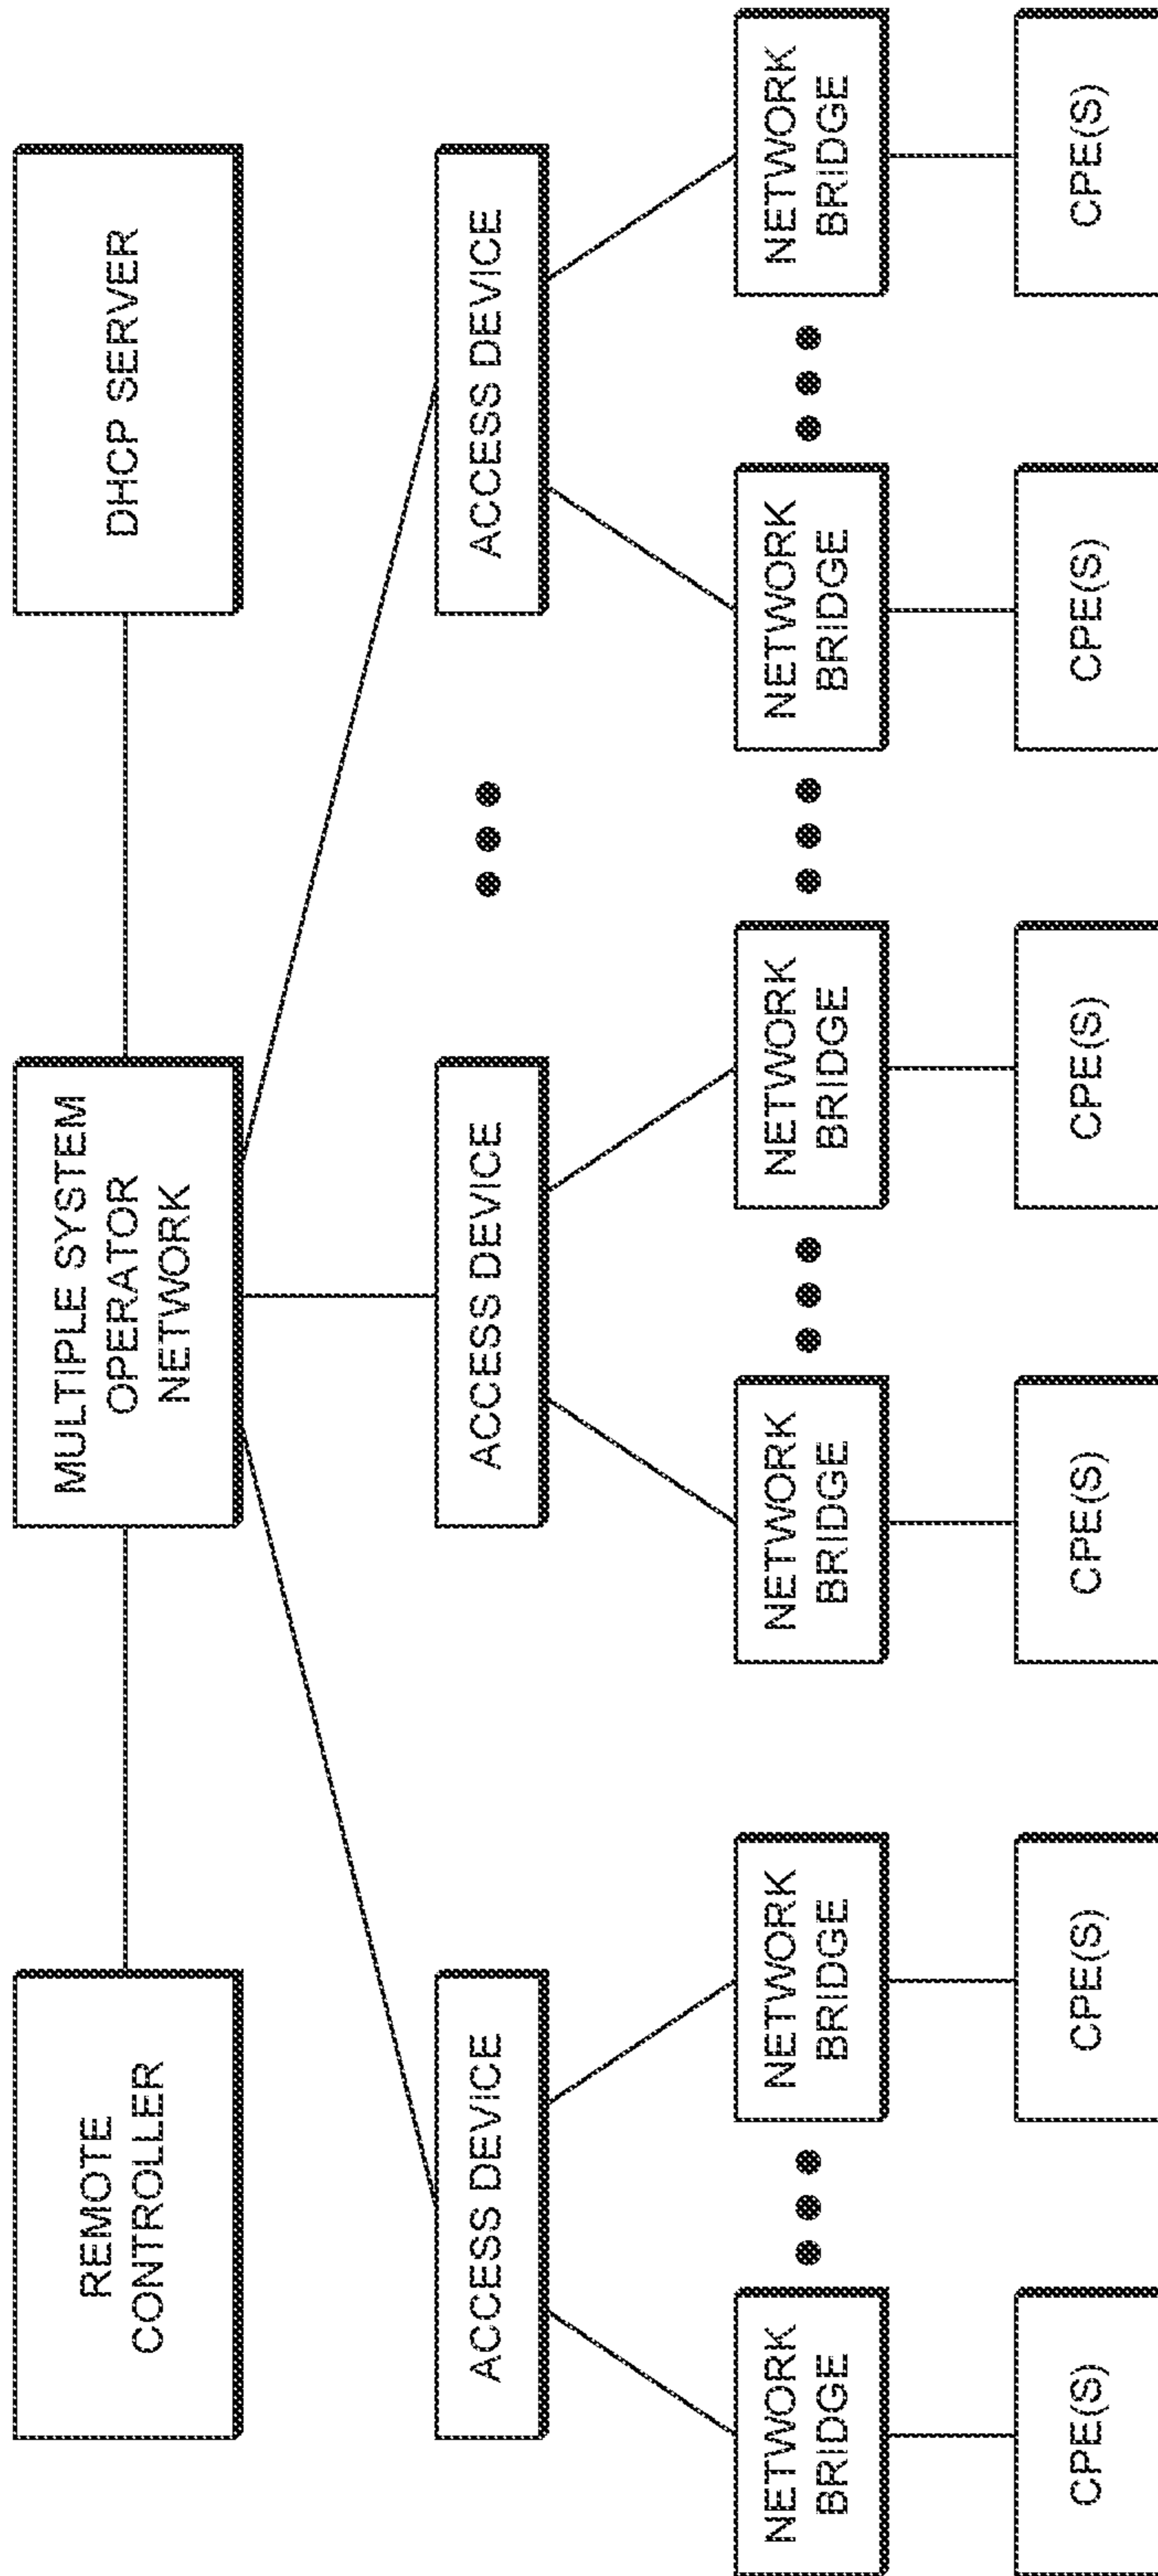 REMOTE
CONTROLLER
MULTIPLE SYSTEM
OPERATOR
NETWORK
DHCP SERVER
ACCESS DEVICE
ACCESS DEVICE
ACCESS DEVICE
NETWORK
BRIDGE
NETWORK
BRIDGE
NETWORK
BRIDGE
NETWORK
BRIDGE
NETWORK
BRIDGE
NETWORK
BRIDGE
CPE(S)
CPE(S)
CPE(S)
CPE(S)
CPE(S)
CPE(S)